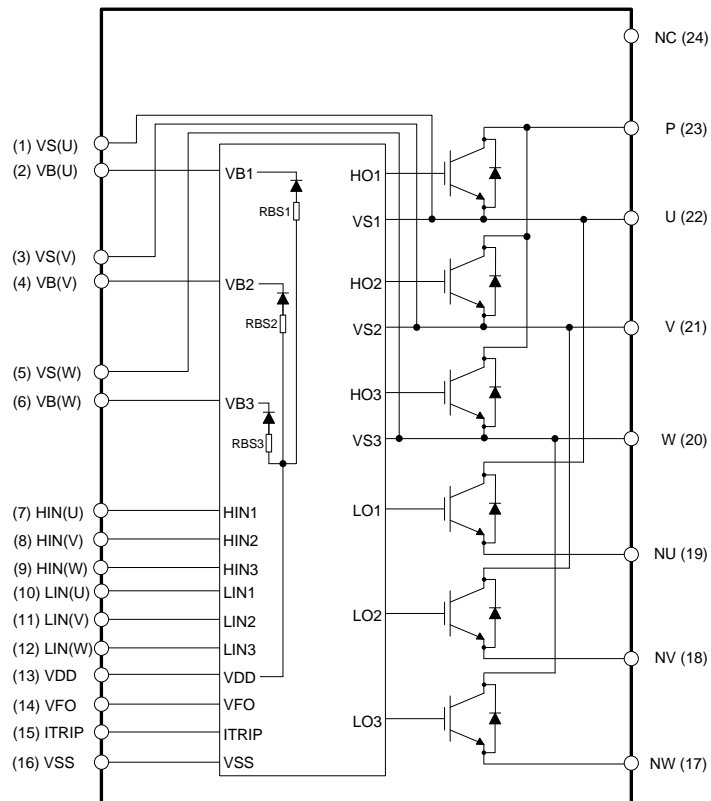 NC (24)
P (23)
(1) VS(U)
(2) VB(U)
VB1
HO1
RBS1
VS1
U (22)
(3) VS(V)
(4) VB(V)
VB2
HO2
RBS2
VS2
V (21)
(5) VS(W)
(6) VB(W)
VB3
HO3
RBS3
VS3
W (20)
(7) HIN(U)
HIN1
LO1
(8) HIN(V)
HIN2
(9) HIN(W)
HIN3
NU (19)
(10) LIN(U)
LIN1
(11) LIN(V)
LIN2
LO2
(12) LIN(W)
LIN3
NV (18)
(13) VDD
VDD
(14) VFO
VFO
LO3
(15) ITRIP
ITRIP
(16) VSS
VSS
NW (17)